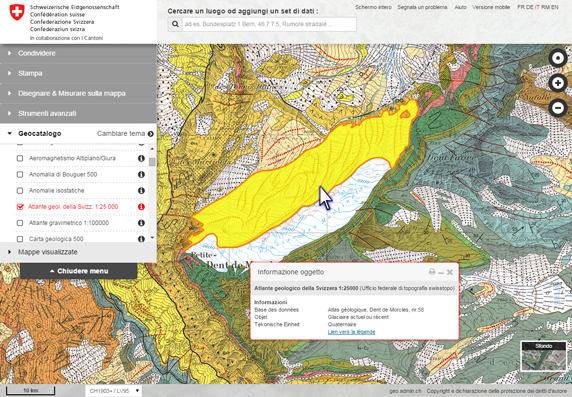 Schweizerische Eidgenossenschaft
Confédération suisse
Confederazione Svizzera
Confederaziun svizra
In collaborazione con i Cantoni
Cercare un luogo od aggiungi un set di dati :
ad es. Bundesplatz 1 Bern, 46.7 7.5, Rumore stradale ...
Schermo intero
Segnata un problema
Aiuto
Versione mobile
FR DE IT RM EN
Condividere
Stampa
Disegnare & Misurare sulla mappa
Strumenti avanzati
Geocatalogo
Cambiare tema
Aeromagnetismo Altipiano/Giura
Anomalia di Bouguer 500
Anomalie isostatiche
Atlante geol. della Svizz. 1:25.000
Atlante gravimetrico 1:100000
Carta geologica 500
Mappe visualizzate
Chiudere menu
Petite-
Dent de
Informazione oggetto
Atlante geologico della Svizzera 1:25000 (Ufficio federale di topografia swisstopo)
Informazioni
Base des données Atlas géologique, Dent de Morcles, nr.58
Objet Glaciaire actuel ou récent
Tekonische Einheit Quaternaire
Lien vers la légende
Sfondo
10 km
CH1903+ / LV95
geo.admin.ch
Copyright e dichiarazione della protezione dei diritti d'autore